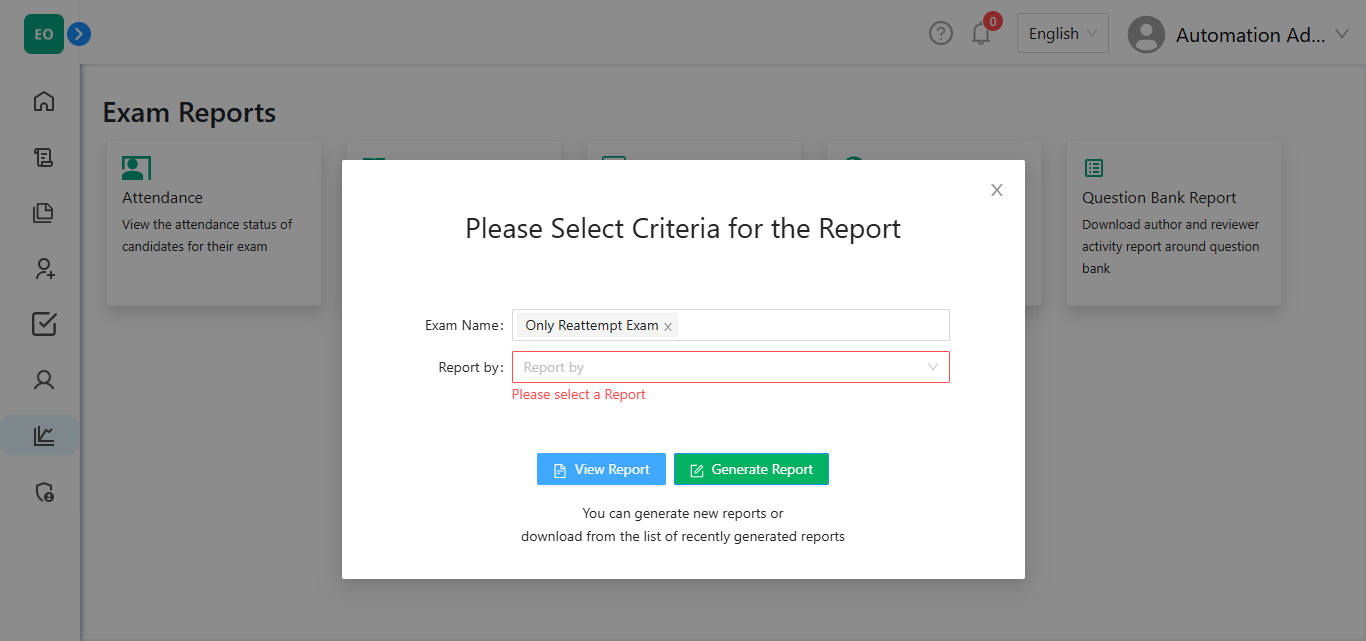 EO
0
English
Automation Ad...
Exam Reports
Attendance
View the attendance status of
candidates for their exam
Question Bank Report
Download author and reviewer
activity report around question
bank
Please Select Criteria for the Report
Exam Name:
Only Reattempt Exam
Report by:
Report by
Please select a Report
View Report
Generate Report
You can generate new reports or
download from the list of recently generated reports